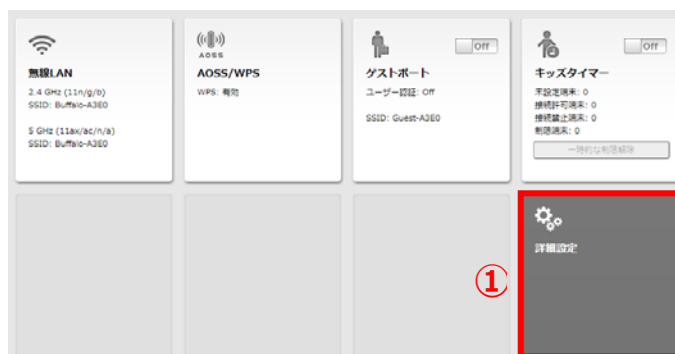 AOSS
Off
Off
無線LAN
AOSS/WPS
ゲストポート
キッズタイマー
2.4 GHz (11n/g/b)
SSID: Buffalo-A3E0
WPS: 有効
ユーザー認証: Off
未設定端末: 0
接続許可端末: 0
接続禁止端末: 0
制限端末: 0
5 GHz (11ax/ac/n/a)
SSID: Buffalo-A3E0
SSID: Guest-A3E0
一時的な制限解除
詳細設定
①